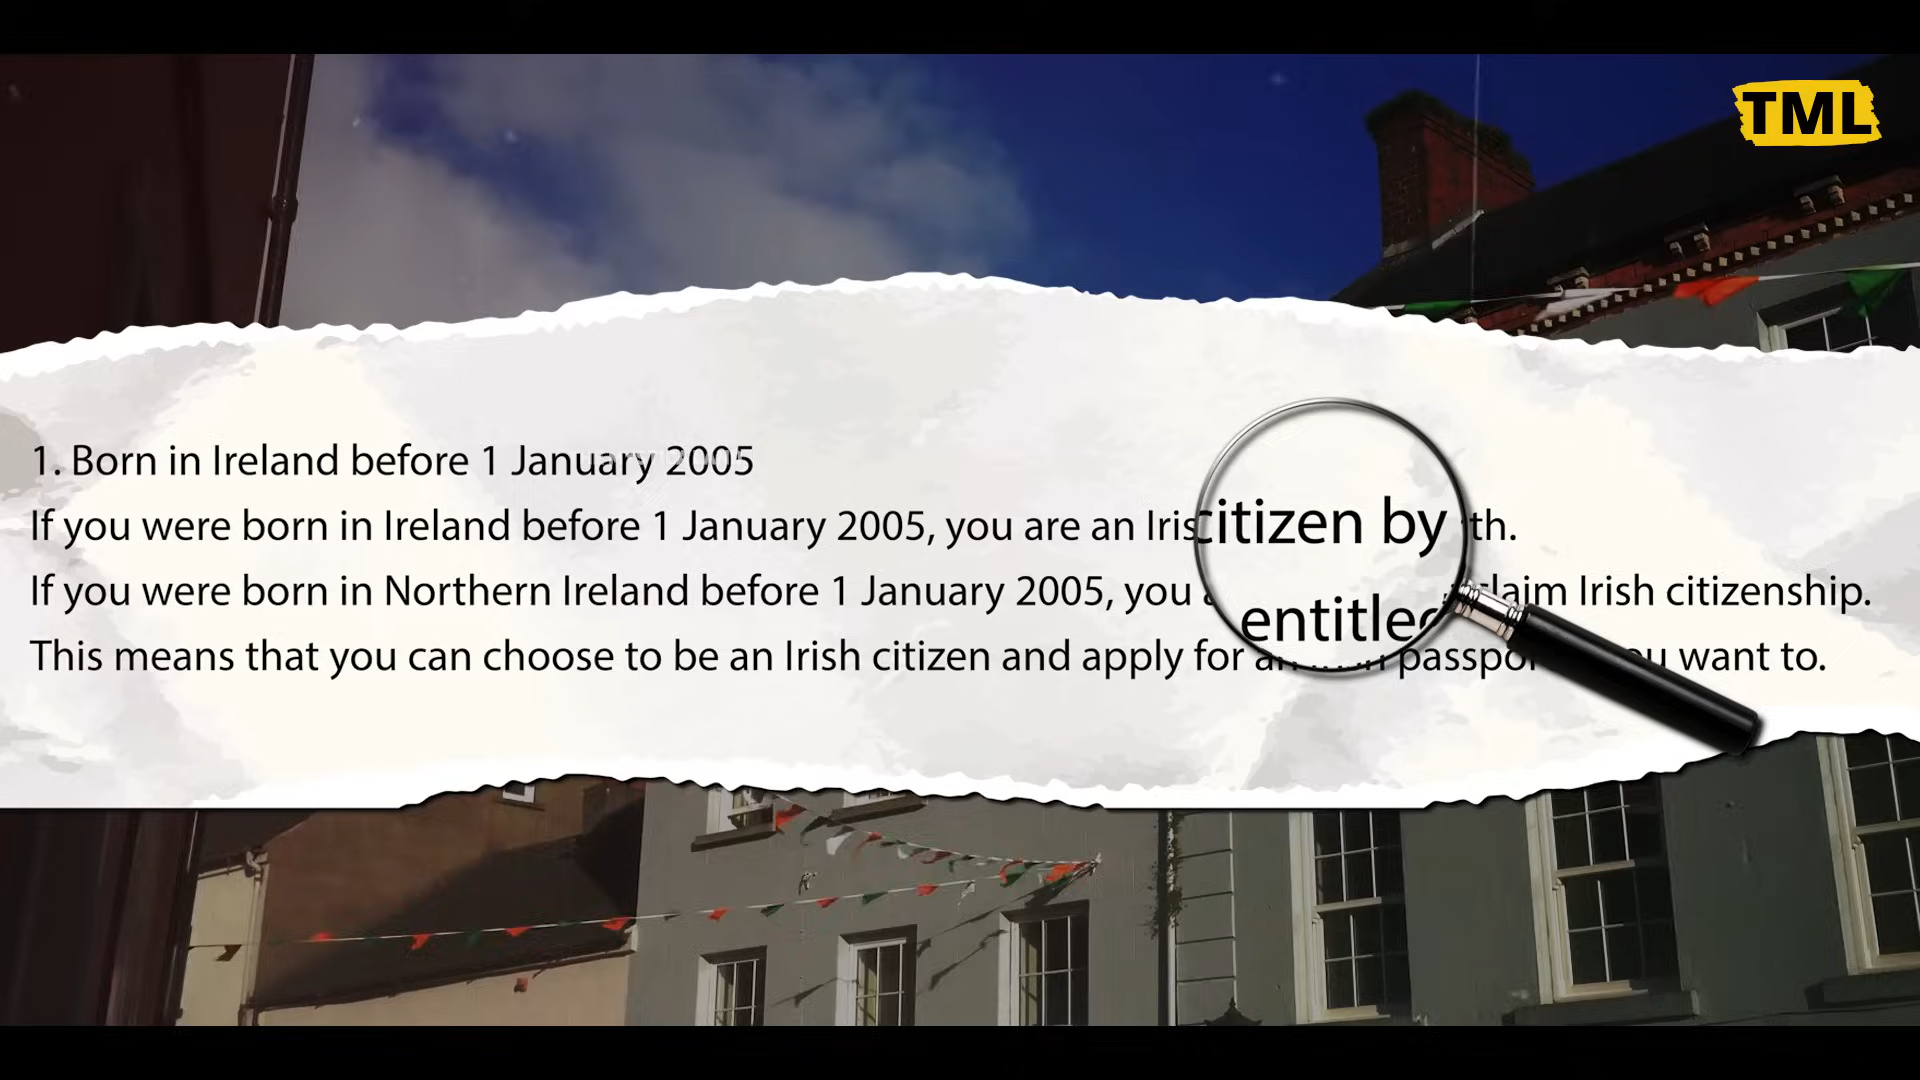 TML
1. Born in Ireland before 1 January 2005
If you were born in Ireland before 1 January 2005, you are an Iris citizen by th.
If you were born in Northern Ireland before 1 January 2005, you entitled claim Irish citizenship.
This means that you can choose to be an Irish citizen and apply for passpor you want to.